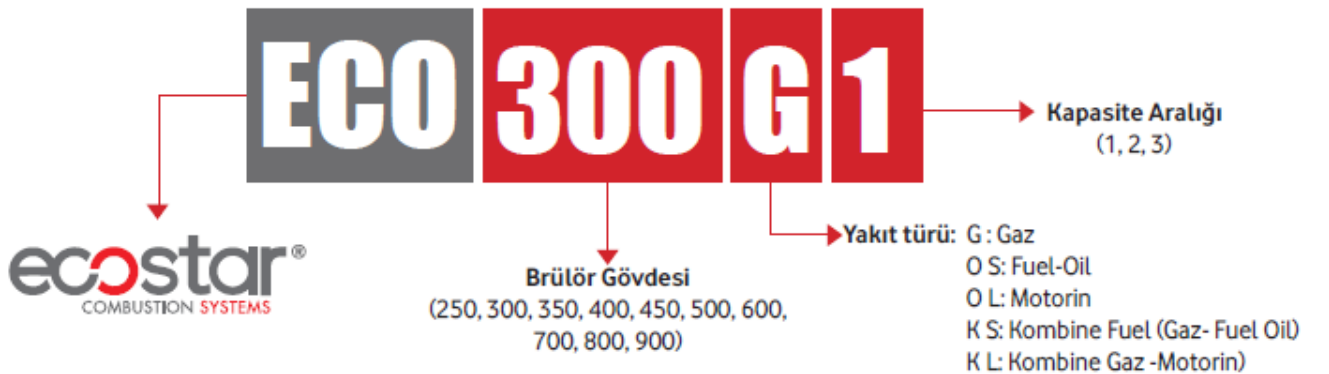 ECO 300 G 1
Kapasite Aralığı
(1, 2, 3)
ecostar®
COMBUSTION SYSTEMS
Brülör Gövdesi
(250, 300, 350, 400, 450, 500, 600,
700, 800, 900)
Yakıt türü: G : Gaz
O S: Fuel-Oil
O L: Motorin
K S: Kombine Fuel (Gaz- Fuel Oil)
K L: Kombine Gaz -Motorin)